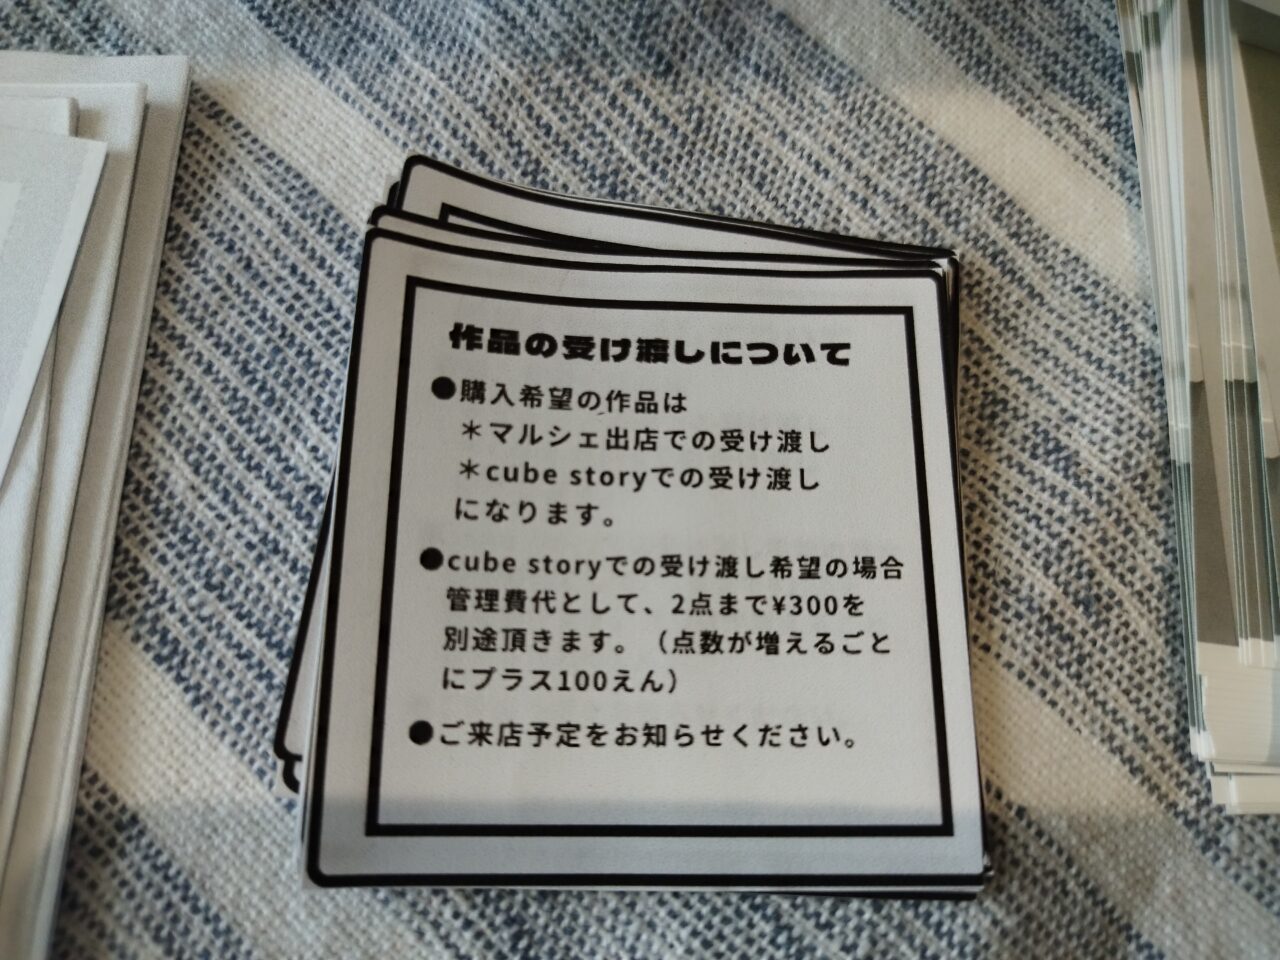 作品の受け渡しについて
●購入希望の作品は
＊マルシェ出店での受け渡し
＊cube storyでの受け渡し
になります。
●cube storyでの受け渡し希望の場合
管理費代として、2点まで¥300を
別途頂きます。（点数が増えるごと
にプラス100えん）
●ご来店予定をお知らせください。